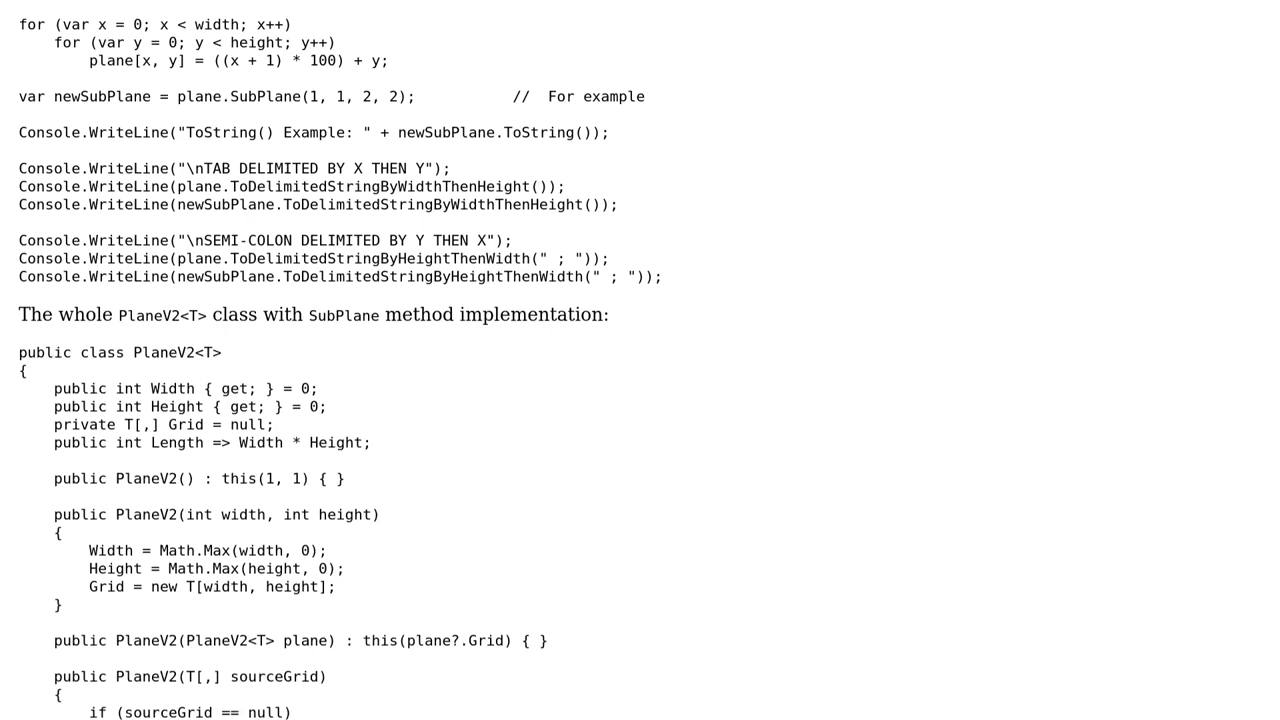 for (var x = 0; x < width; x++)
    for (var y = 0; y < height; y++)
        plane[x, y] = ((x + 1) * 100) + y;

var newSubPlane = plane.SubPlane(1, 1, 2, 2);           //  For example

Console.WriteLine("ToString() Example: " + newSubPlane.ToString());

Console.WriteLine("\nTAB DELIMITED BY X THEN Y");
Console.WriteLine(plane.ToDelimitedStringByWidthThenHeight());
Console.WriteLine(newSubPlane.ToDelimitedStringByWidthThenHeight());

Console.WriteLine("\nSEMI-COLON DELIMITED BY Y THEN X");
Console.WriteLine(plane.ToDelimitedStringByHeightThenWidth(" ; "));
Console.WriteLine(newSubPlane.ToDelimitedStringByHeightThenWidth(" ; "));

The whole PlaneV2<T> class with SubPlane method implementation:

public class PlaneV2<T>
{
    public int Width { get; } = 0;
    public int Height { get; } = 0;
    private T[,] Grid = null;
    public int Length => Width * Height;

    public PlaneV2() : this(1, 1) { }

    public PlaneV2(int width, int height)
    {
        Width = Math.Max(width, 0);
        Height = Math.Max(height, 0);
        Grid = new T[width, height];
    }

    public PlaneV2(PlaneV2<T> plane) : this(plane?.Grid) { }

    public PlaneV2(T[,] sourceGrid)
    {
        if (sourceGrid == null)